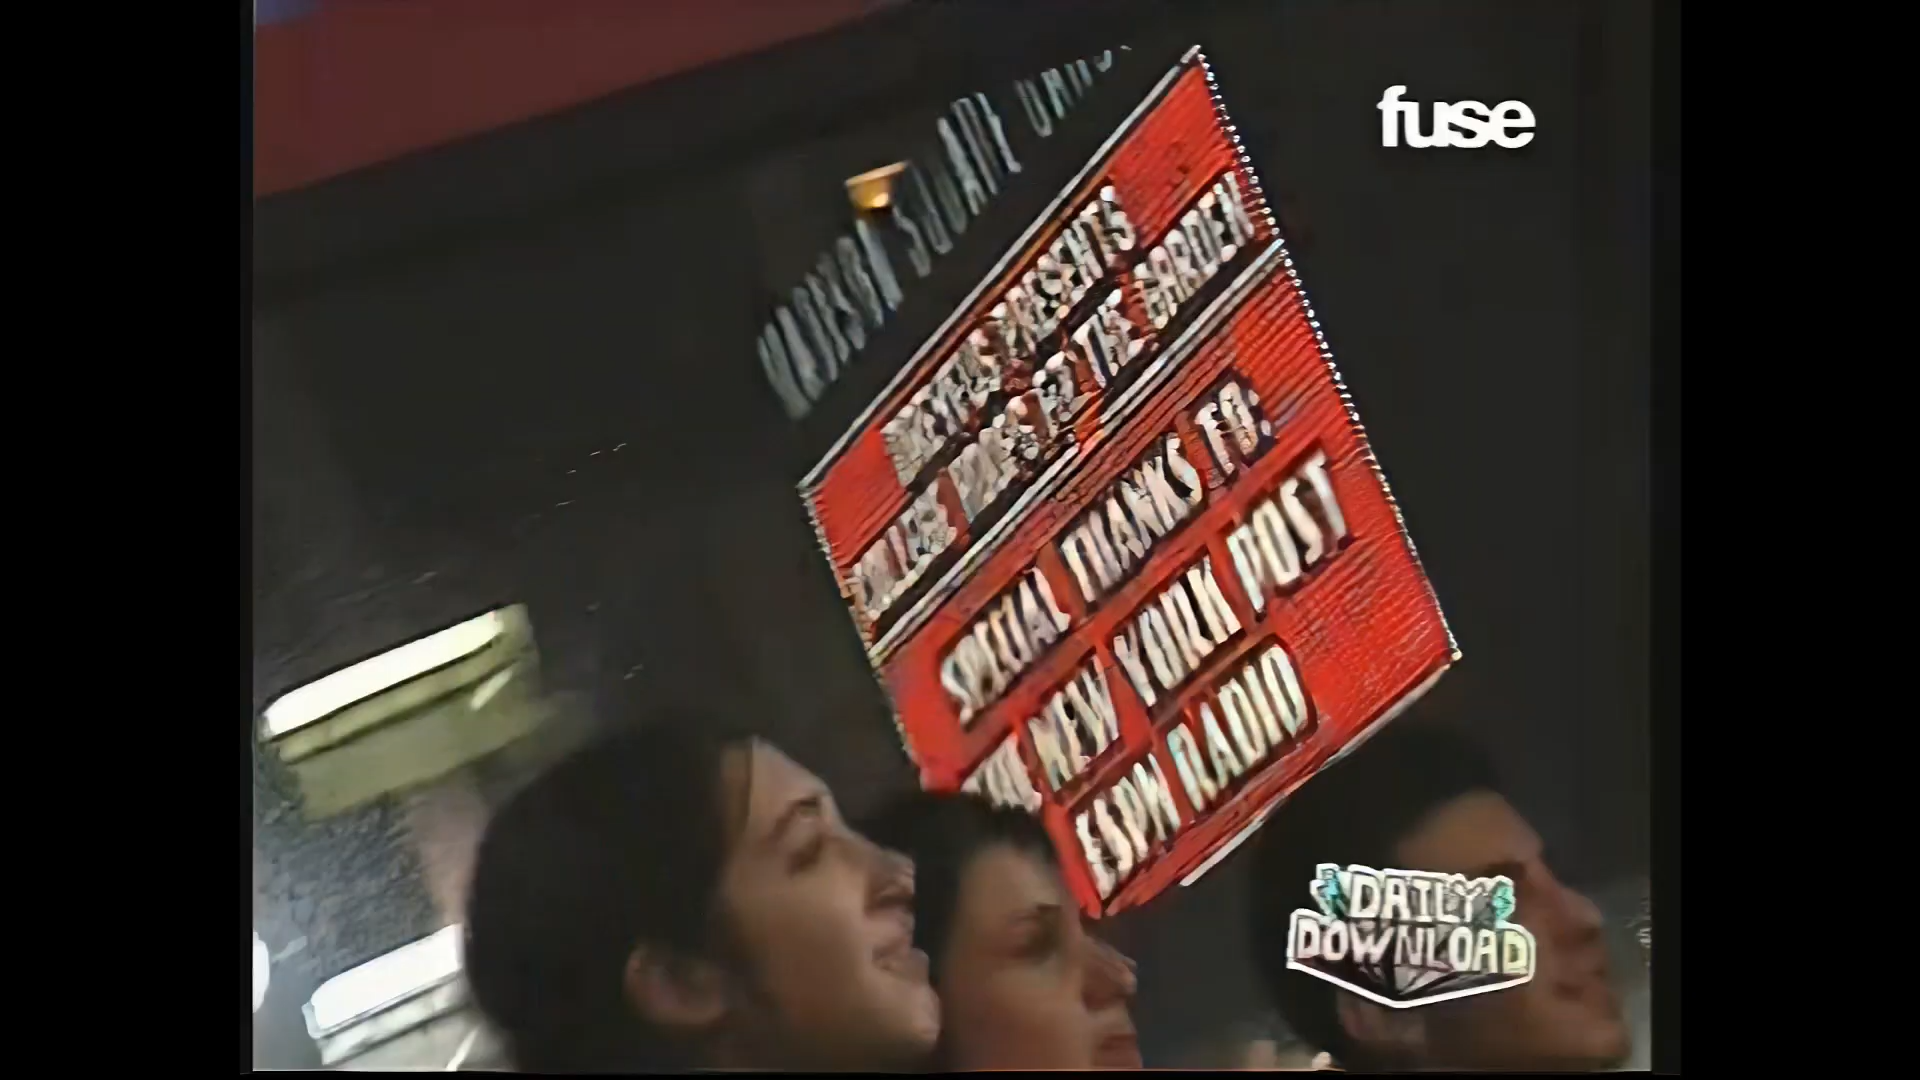 fuse
MADISON SQUARE
PRESENTS
THE GARDEN
SPECIAL THANKS TO:
NEW YORK POST
ESPN RADIO
DAILY
DOWNLOAD